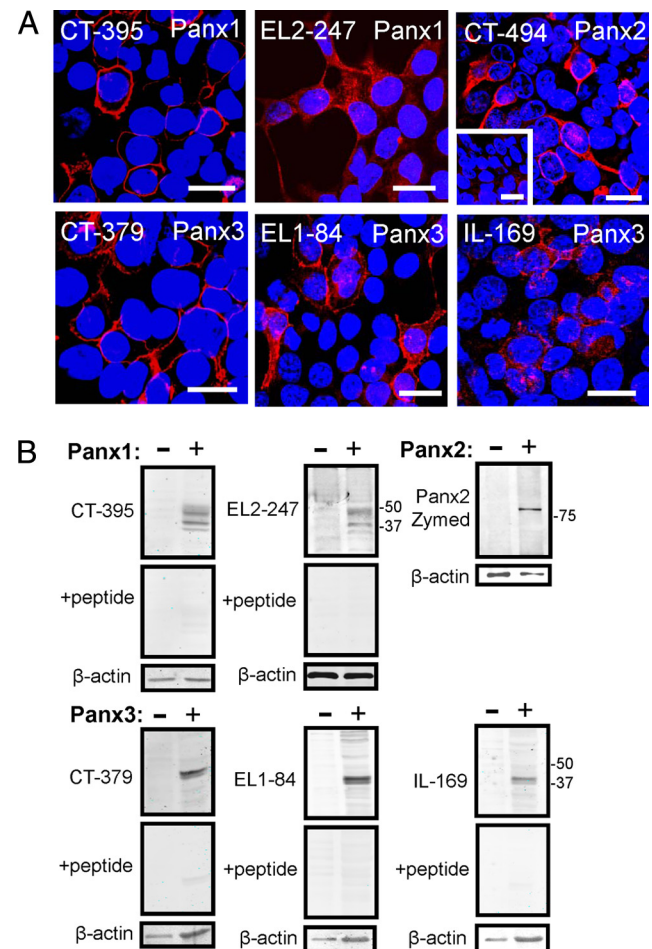 A
CT-395 Panx1
EL2-247 Panx1
CT-494 Panx2
CT-379 Panx3
EL1-84 Panx3
IL-169 Panx3
B
Panx1: − +
− +
Panx2: − +
CT-395
EL2-247
-50
-37
Panx2
Zymed
-75
β-actin
+peptide
+peptide
β-actin
β-actin
Panx3: − +
− +
− +
CT-379
EL1-84
IL-169
-50
-37
+peptide
+peptide
+peptide
β-actin
β-actin
β-actin